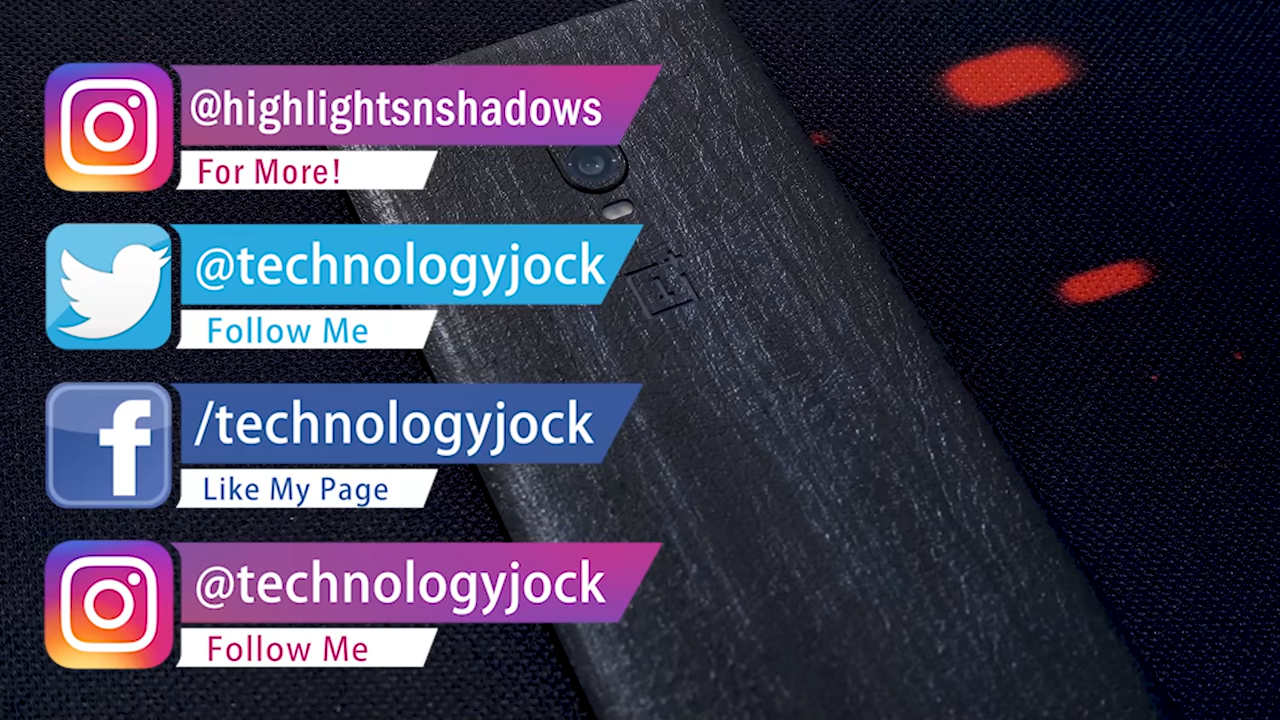 @highlightsnshadows
For More!
@technologyjock
Follow Me
/technologyjock
Like My Page
@technologyjock
Follow Me